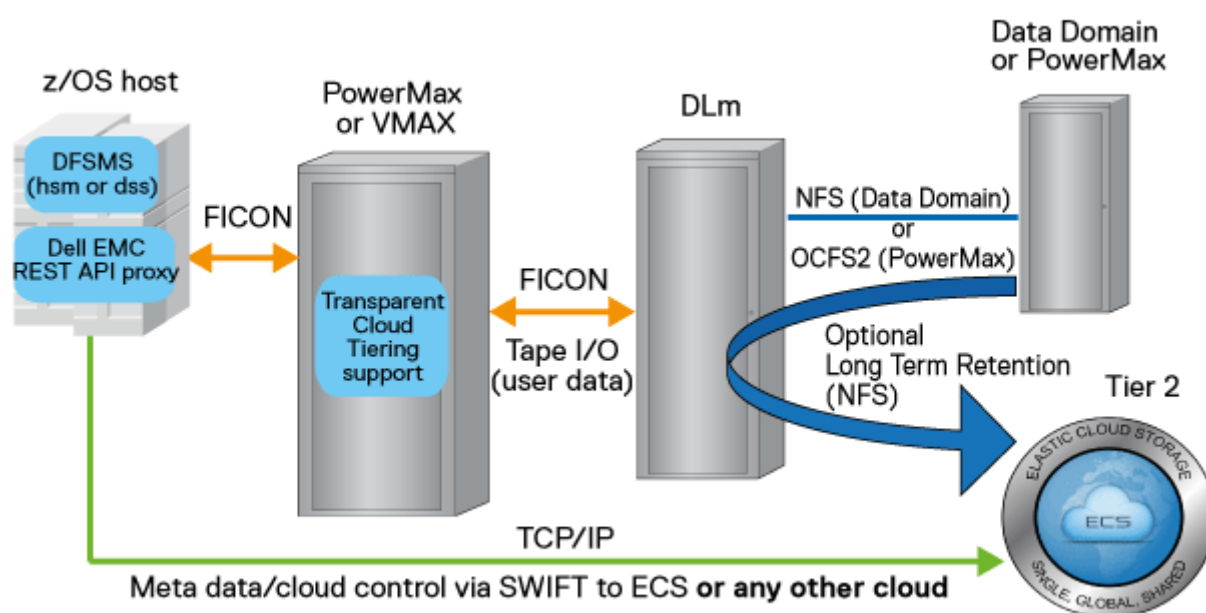 z/OS host
DFSMS
(hsm or dss)
Dell EMC
REST API proxy
FICON
PowerMax
or VMAX
Transparent
Cloud
Tiering
support
FICON
Tape I/O
(user data)
DLm
Data Domain
or PowerMax
NFS (Data Domain)
or
OCFS2 (PowerMax)
Optional
Long Term Retention
(NFS)
Tier 2
ELASTIC CLOUD STORAGE
ECS
SINGLE, GLOBAL, SHARED
TCP/IP
Meta data/cloud control via SWIFT to ECS or any other cloud